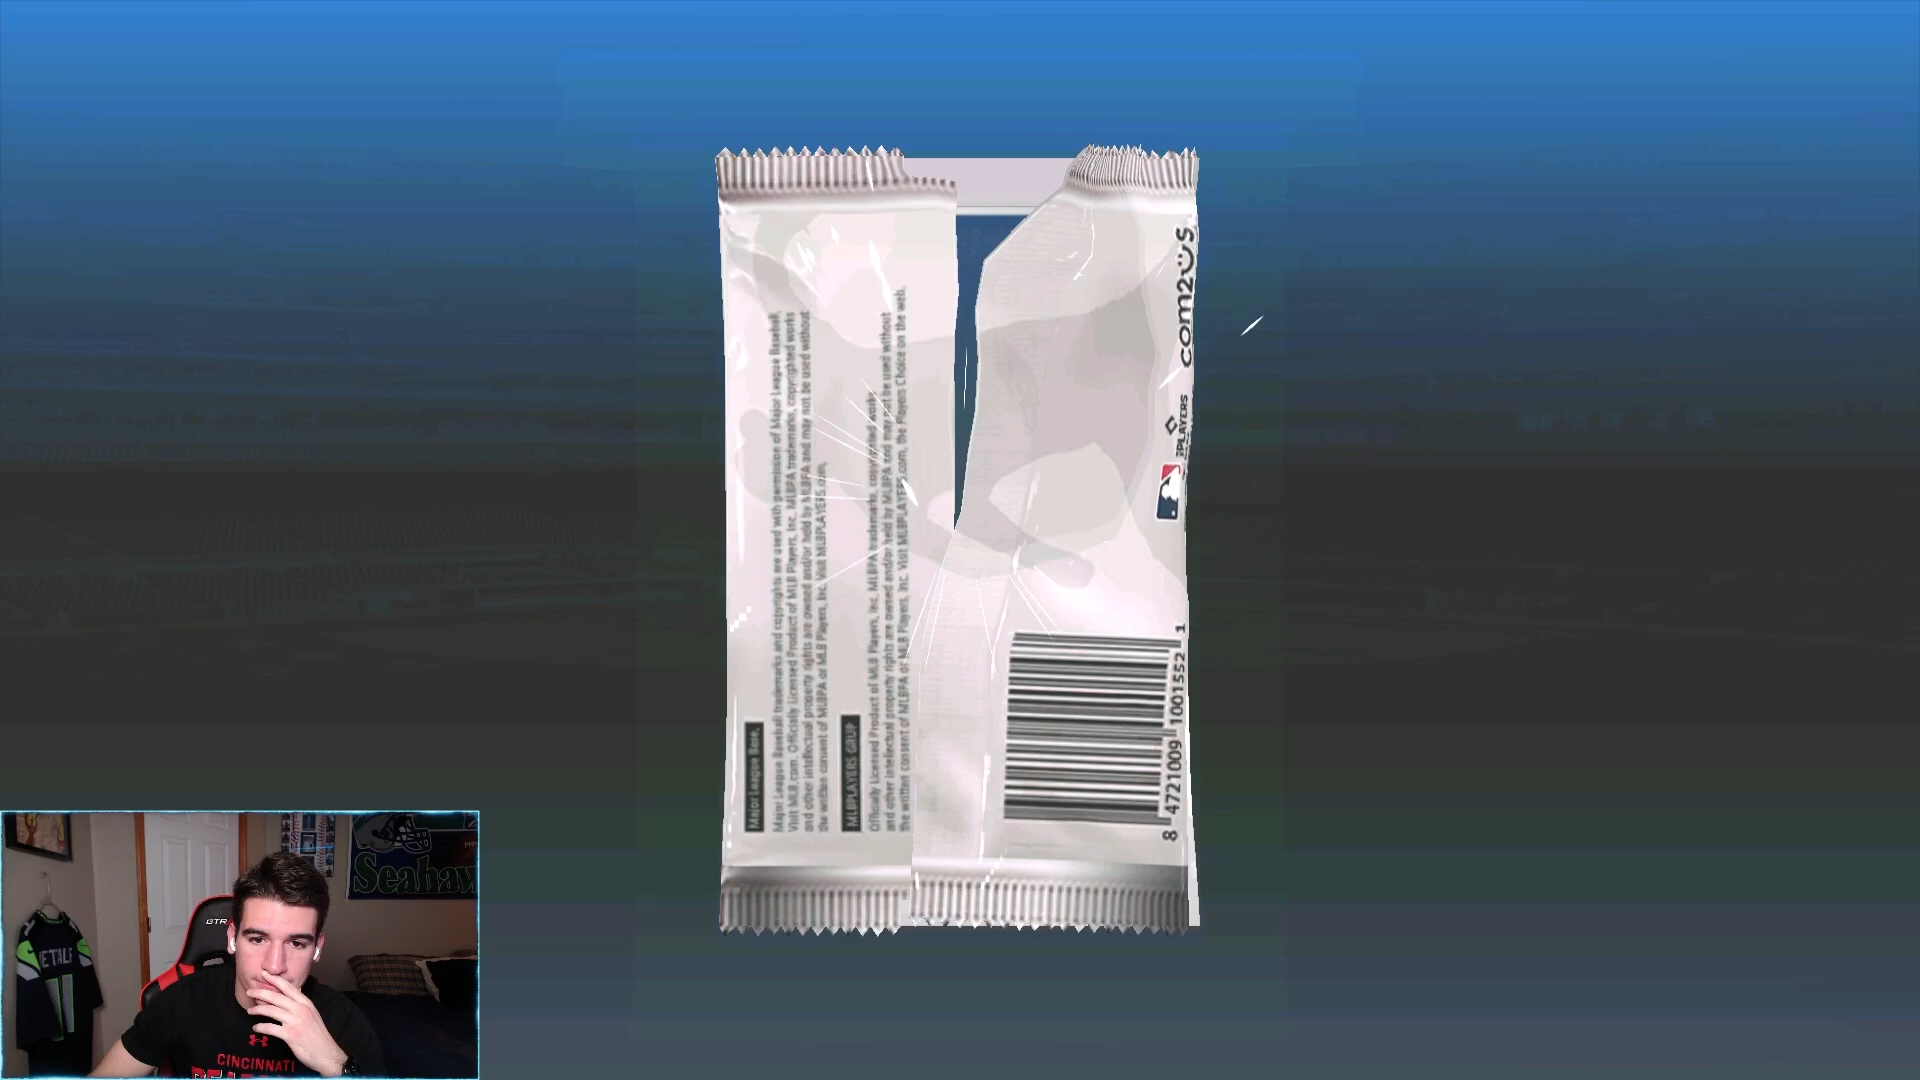 Major League Base.
Major League Baseball trademarks and copyrights are used with permission of Major League Baseball.
Visit MLB.com. Officially Licensed Product of MLB Players, Inc. MLBPA trademarks, copyrighted works
and other intellectual property rights are owned and/or held by MLBPA and may not be used without
the written consent of MLBPA or MLB Players, Inc. Visit MLBPLAYERS.com,
MLBPLAYERS GRUP
Officially Licensed Product of MLB Players, Inc. MLBPA trademarks, copyrighted works
and other intellectual property rights are owned and/or held by MLBPA and may not be used without
the written consent of MLBPA or MLB Players, Inc. Visit MLBPLAYERS.com, the Players Choice on the web.
com2us
PLAYERS
8 4721009 1001552 1
GTR
Seahaw
METALF
CINCINNATI